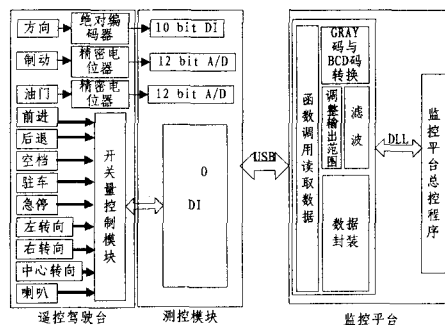 方向
绝对编码器
10 bit DI
制动
精密电位器
12 bit A/D
油门
精密电位器
12 bit A/D
前进
后退
空档
驻车
急停
左转向
右转向
中心转向
喇叭
开关量控制模块
0
DI
USB
函数调用读取数据
GRAY
码与
BCD码
转换
调整输出范围
滤波
数据
封装
DLL
监控平台总控程序
遥控驾驶台
测控模块
监控平台